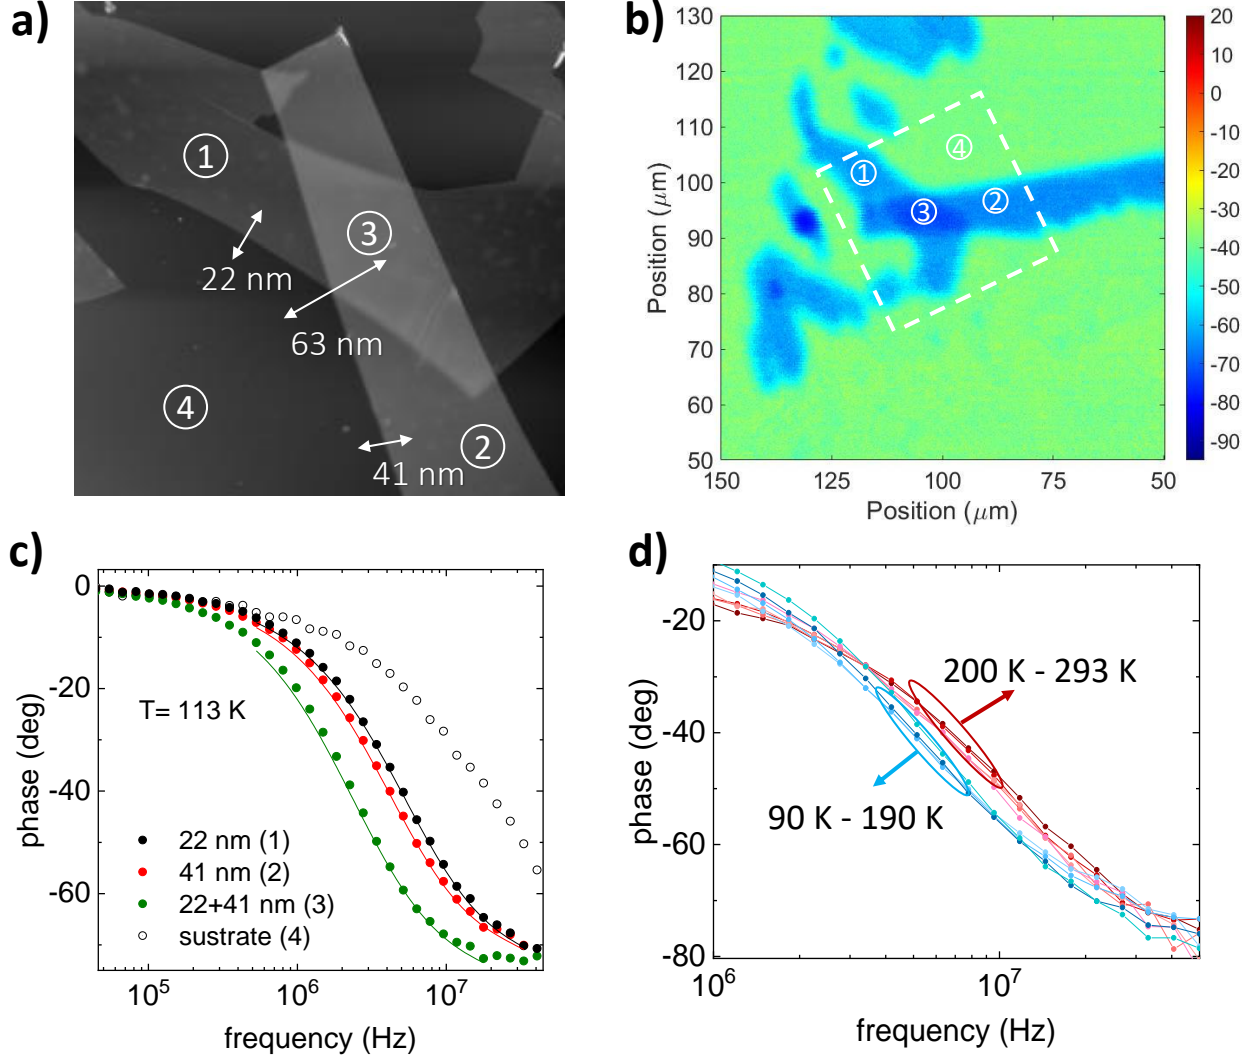 a)
1
3
22 nm
63 nm
4
41 nm
2
b)
130
120
110
100
90
80
70
60
50
Position (μm)
150
125
100
75
50
Position (μm)
20
10
0
-10
-20
-30
-40
-50
-60
-70
-80
-90
4
1
3
2
c)
0
-20
-40
-60
phase (deg)
T= 113 K
22 nm (1)
41 nm (2)
22+41 nm (3)
sustrate (4)
10^5
10^6
10^7
frequency (Hz)
d)
-20
-40
-60
-80
phase (deg)
200 K - 293 K
90 K - 190 K
10^6
10^7
frequency (Hz)